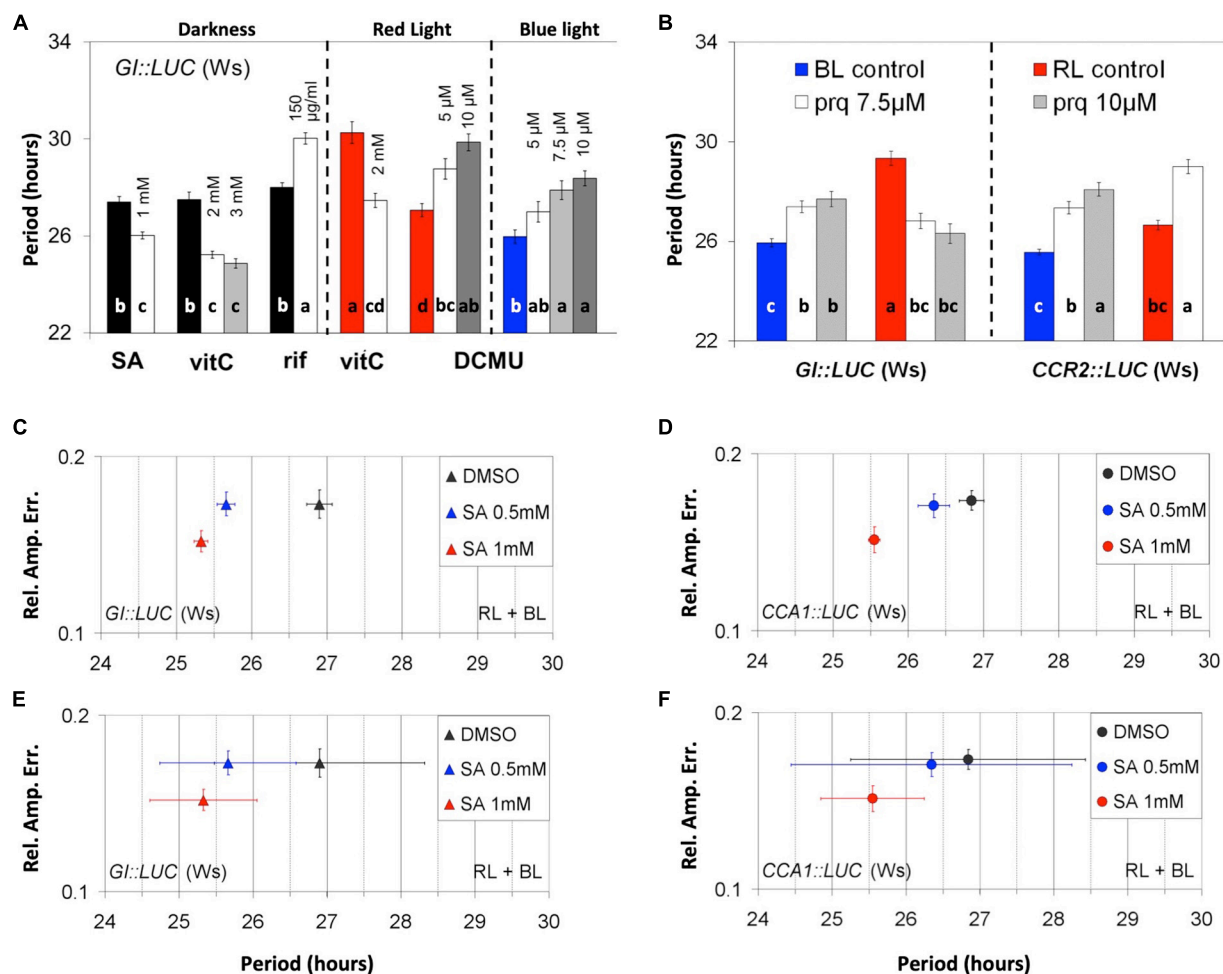 A
Darkness
Red Light
Blue light
34
30
26
22
Period (hours)
GI::LUC (Ws)
1 mM
2 mM
3 mM
150 µg/ml
2 mM
5 µM
10 µM
5 µM
7.5 µM
10 µM
b c b c c b a a cd d bc ab b ab a a
SA vitC rif vitC DCMU
B
34
30
26
22
Period (hours)
BL control
RL control
prq 7.5µM
prq 10µM
c b b a bc bc c b a bc a
GI::LUC (Ws)
CCR2::LUC (Ws)
C
0.2
0.1
Rel. Amp. Err.
DMSO
SA 0.5mM
SA 1mM
GI::LUC (Ws)
RL + BL
24 25 26 27 28 29 30
D
0.2
0.1
Rel. Amp. Err.
DMSO
SA 0.5mM
SA 1mM
CCA1::LUC (Ws)
RL + BL
24 25 26 27 28 29 30
E
0.2
0.1
Rel. Amp. Err.
DMSO
SA 0.5mM
SA 1mM
GI::LUC (Ws)
RL + BL
24 25 26 27 28 29 30
Period (hours)
F
0.2
0.1
Rel. Amp. Err.
DMSO
SA 0.5mM
SA 1mM
CCA1::LUC (Ws)
RL + BL
24 25 26 27 28 29 30
Period (hours)